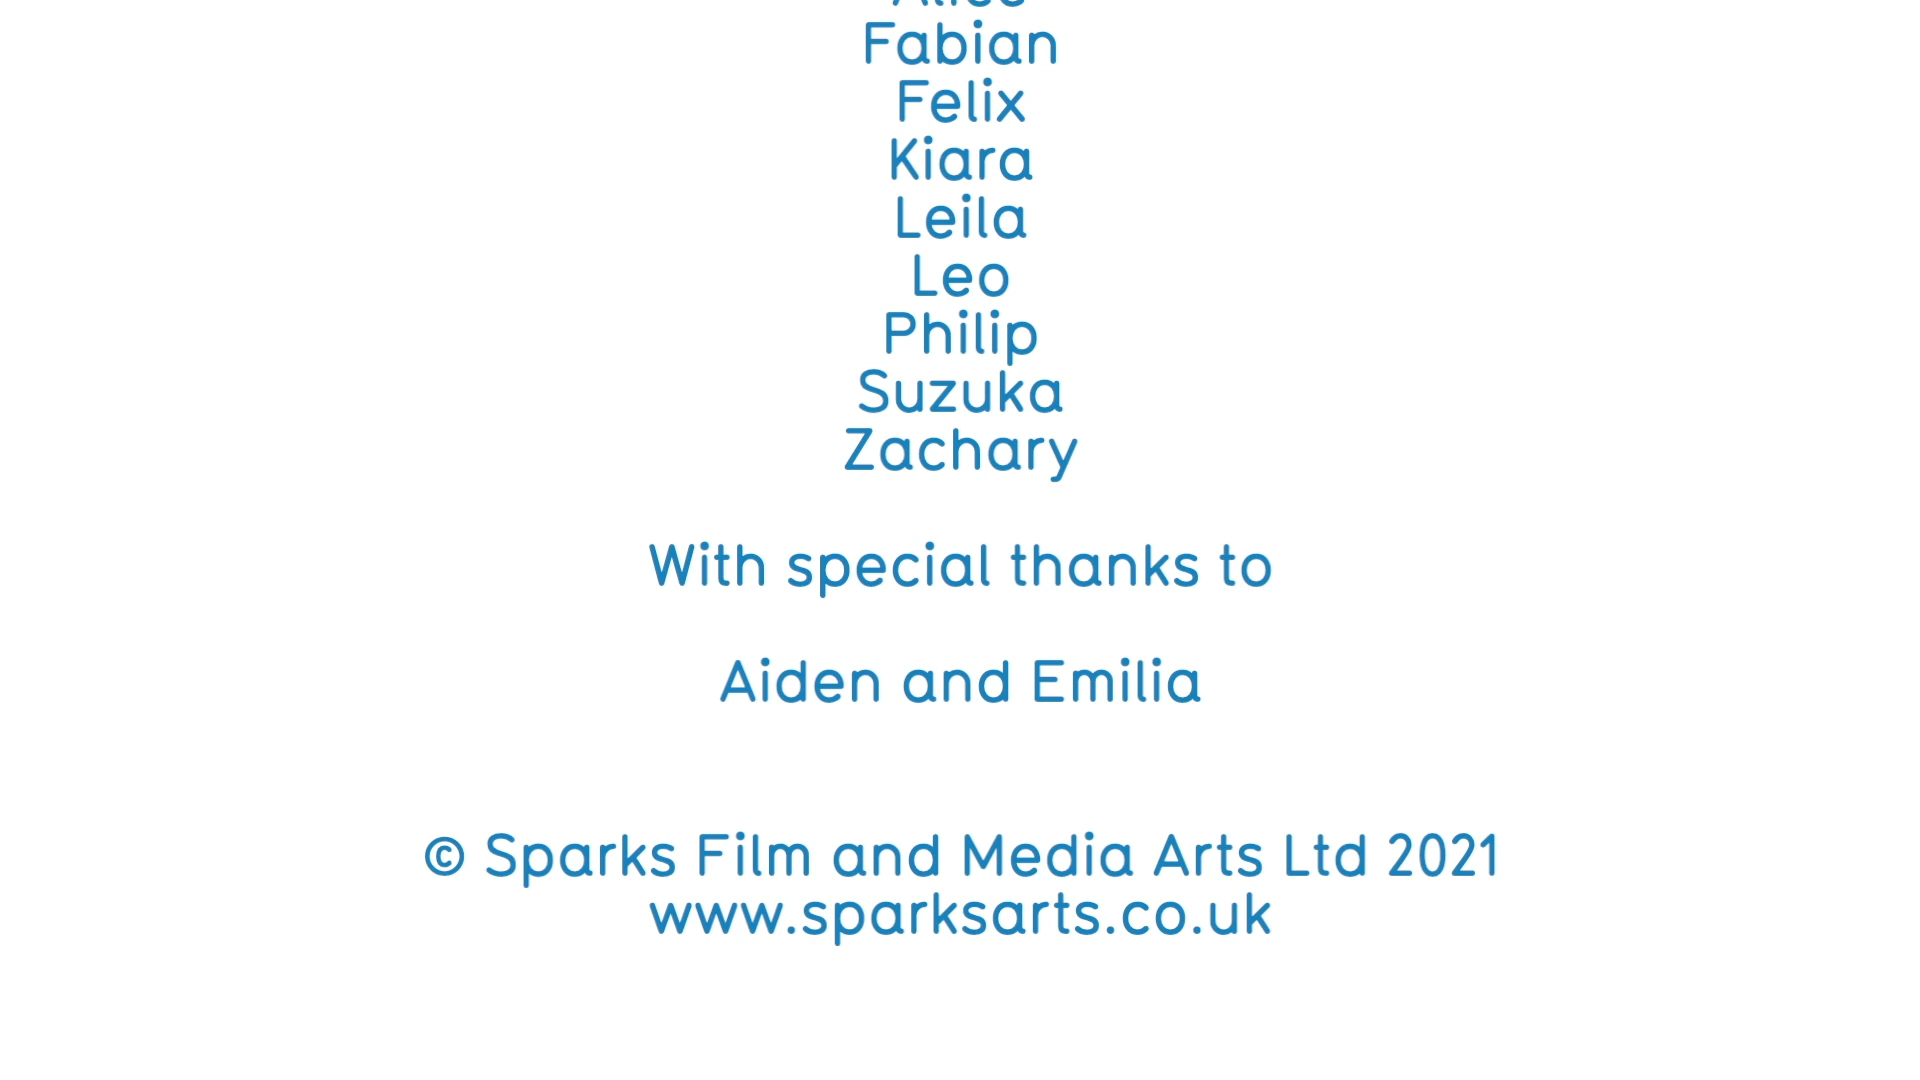 Fabian
Felix
Kiara
Leila
Leo
Philip
Suzuka
Zachary
With special thanks to
Aiden and Emilia
© Sparks Film and Media Arts Ltd 2021
www.sparksarts.co.uk